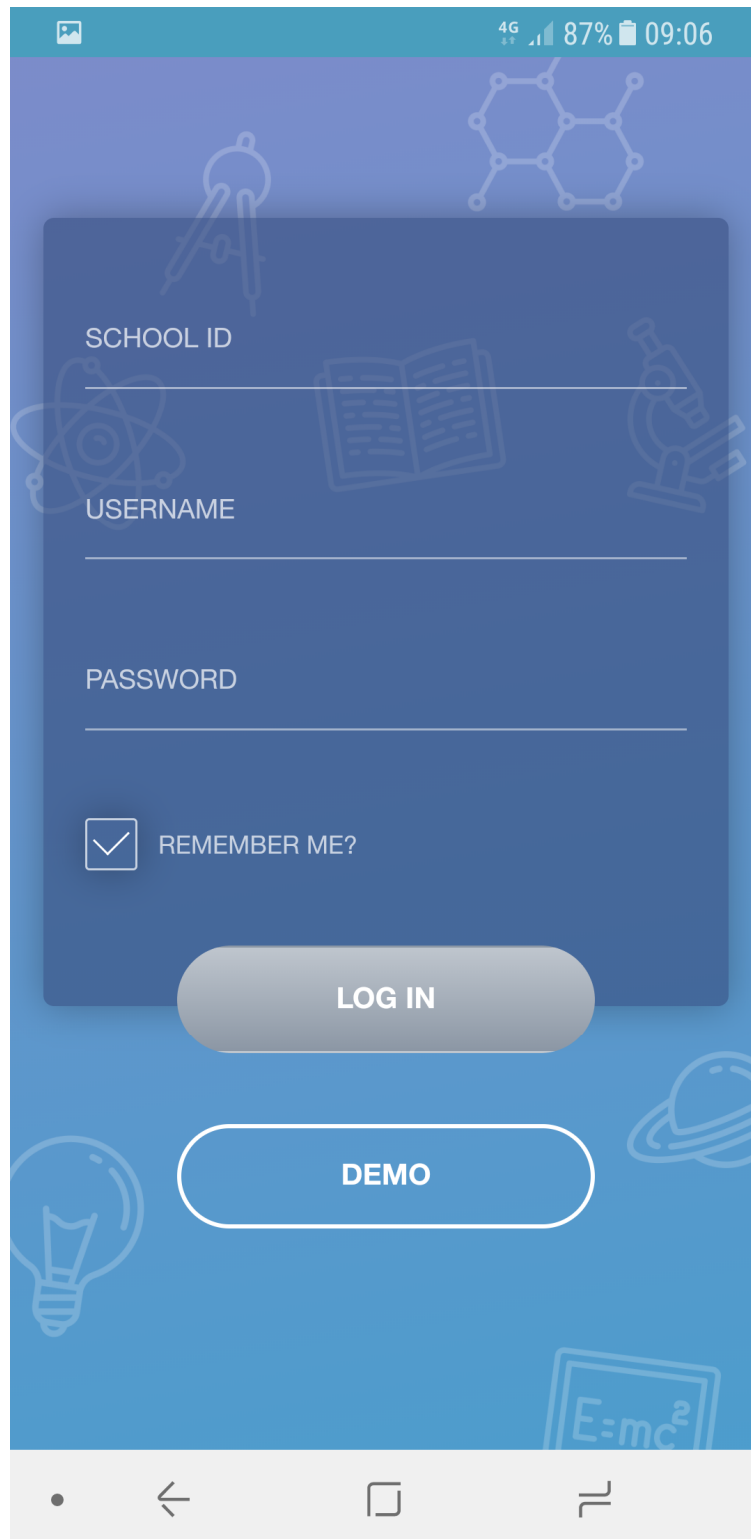 4G 87% 09:06
SCHOOL ID
USERNAME
PASSWORD
REMEMBER ME?
LOG IN
DEMO
E=mc²